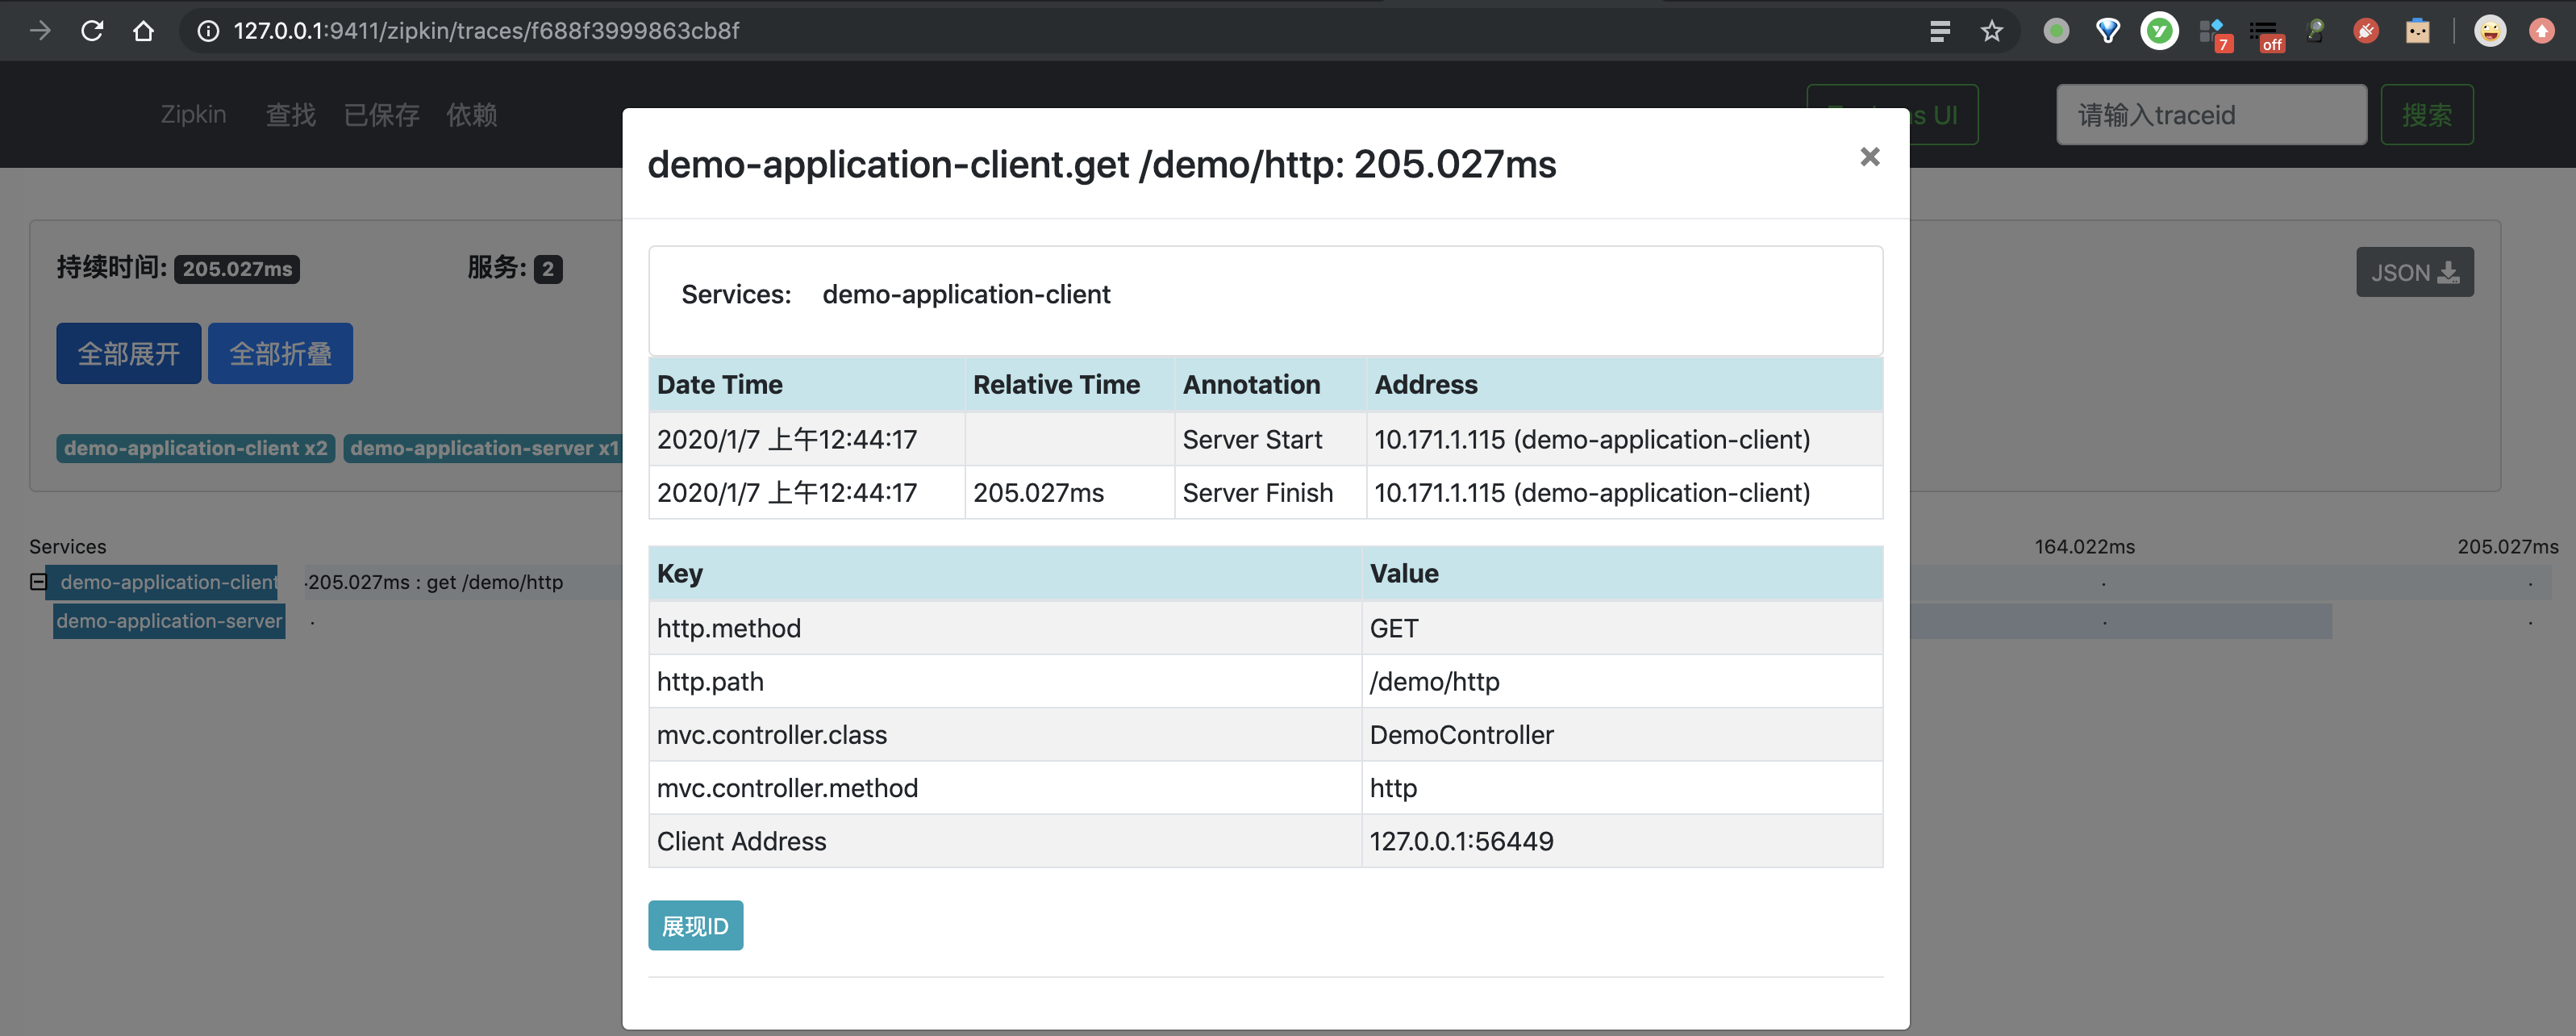 127.0.0.1:9411/zipkin/traces/f688f3999863cb8f
7
off
Zipkin 查找 已保存 依赖
s UI
请输入traceid
搜索
demo-application-client.get /demo/http: 205.027ms
×
持续时间: 205.027ms
服务: 2
JSON
全部展开 全部折叠
demo-application-client x2 demo-application-server x1
Services: demo-application-client
Date Time Relative Time Annotation Address
2020/1/7 上午12:44:17 Server Start 10.171.1.115 (demo-application-client)
2020/1/7 上午12:44:17 205.027ms Server Finish 10.171.1.115 (demo-application-client)
Services 164.022ms 205.027ms
demo-application-client 205.027ms : get /demo/http
demo-application-server
Key Value
http.method GET
http.path /demo/http
mvc.controller.class DemoController
mvc.controller.method http
Client Address 127.0.0.1:56449
展现ID